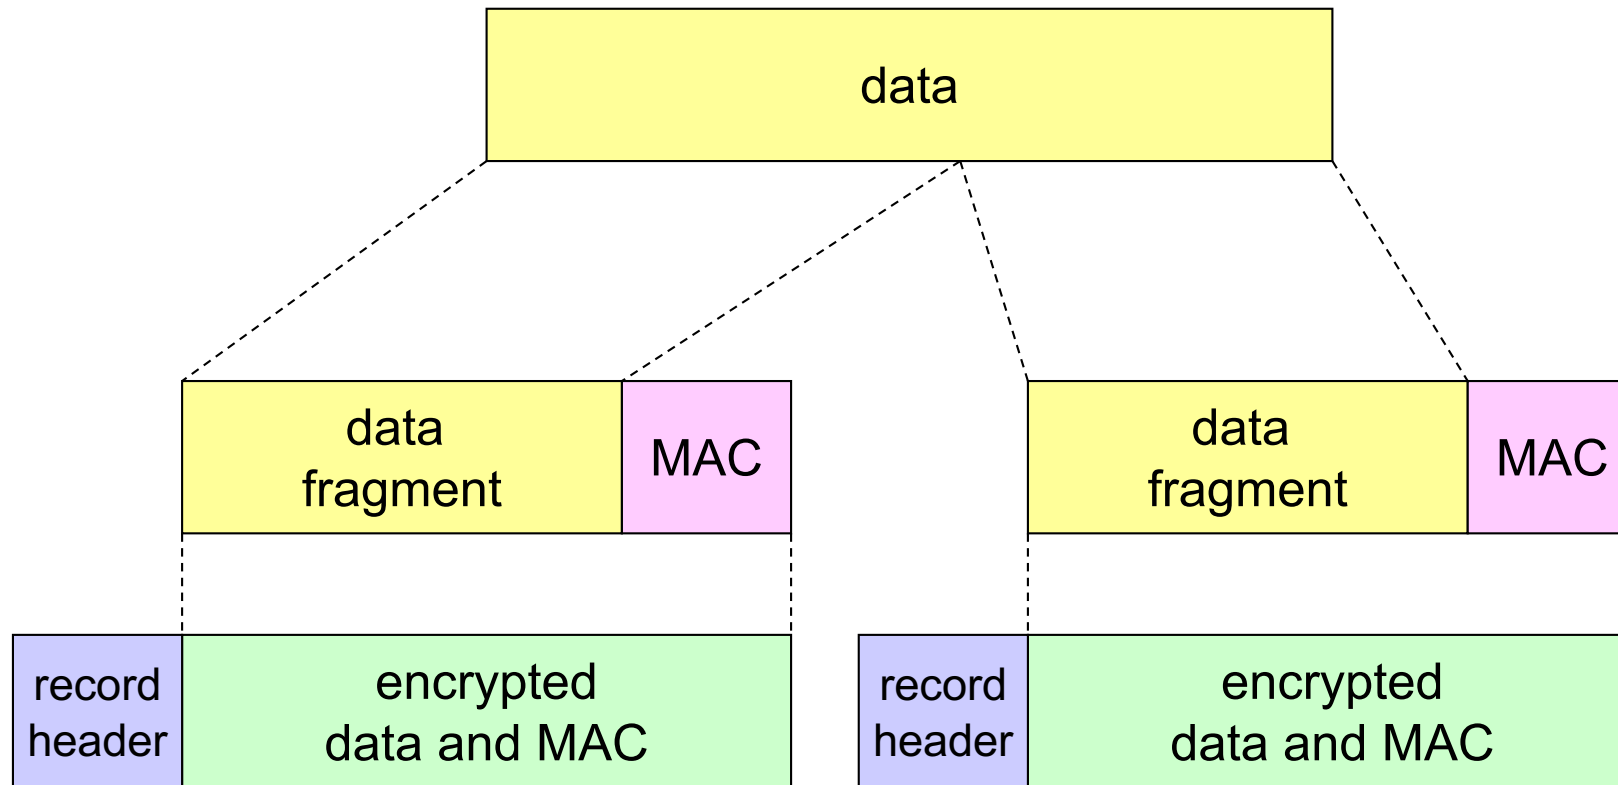 data
data
fragment
MAC
data
fragment
MAC
record
header
encrypted
data and MAC
record
header
encrypted
data and MAC